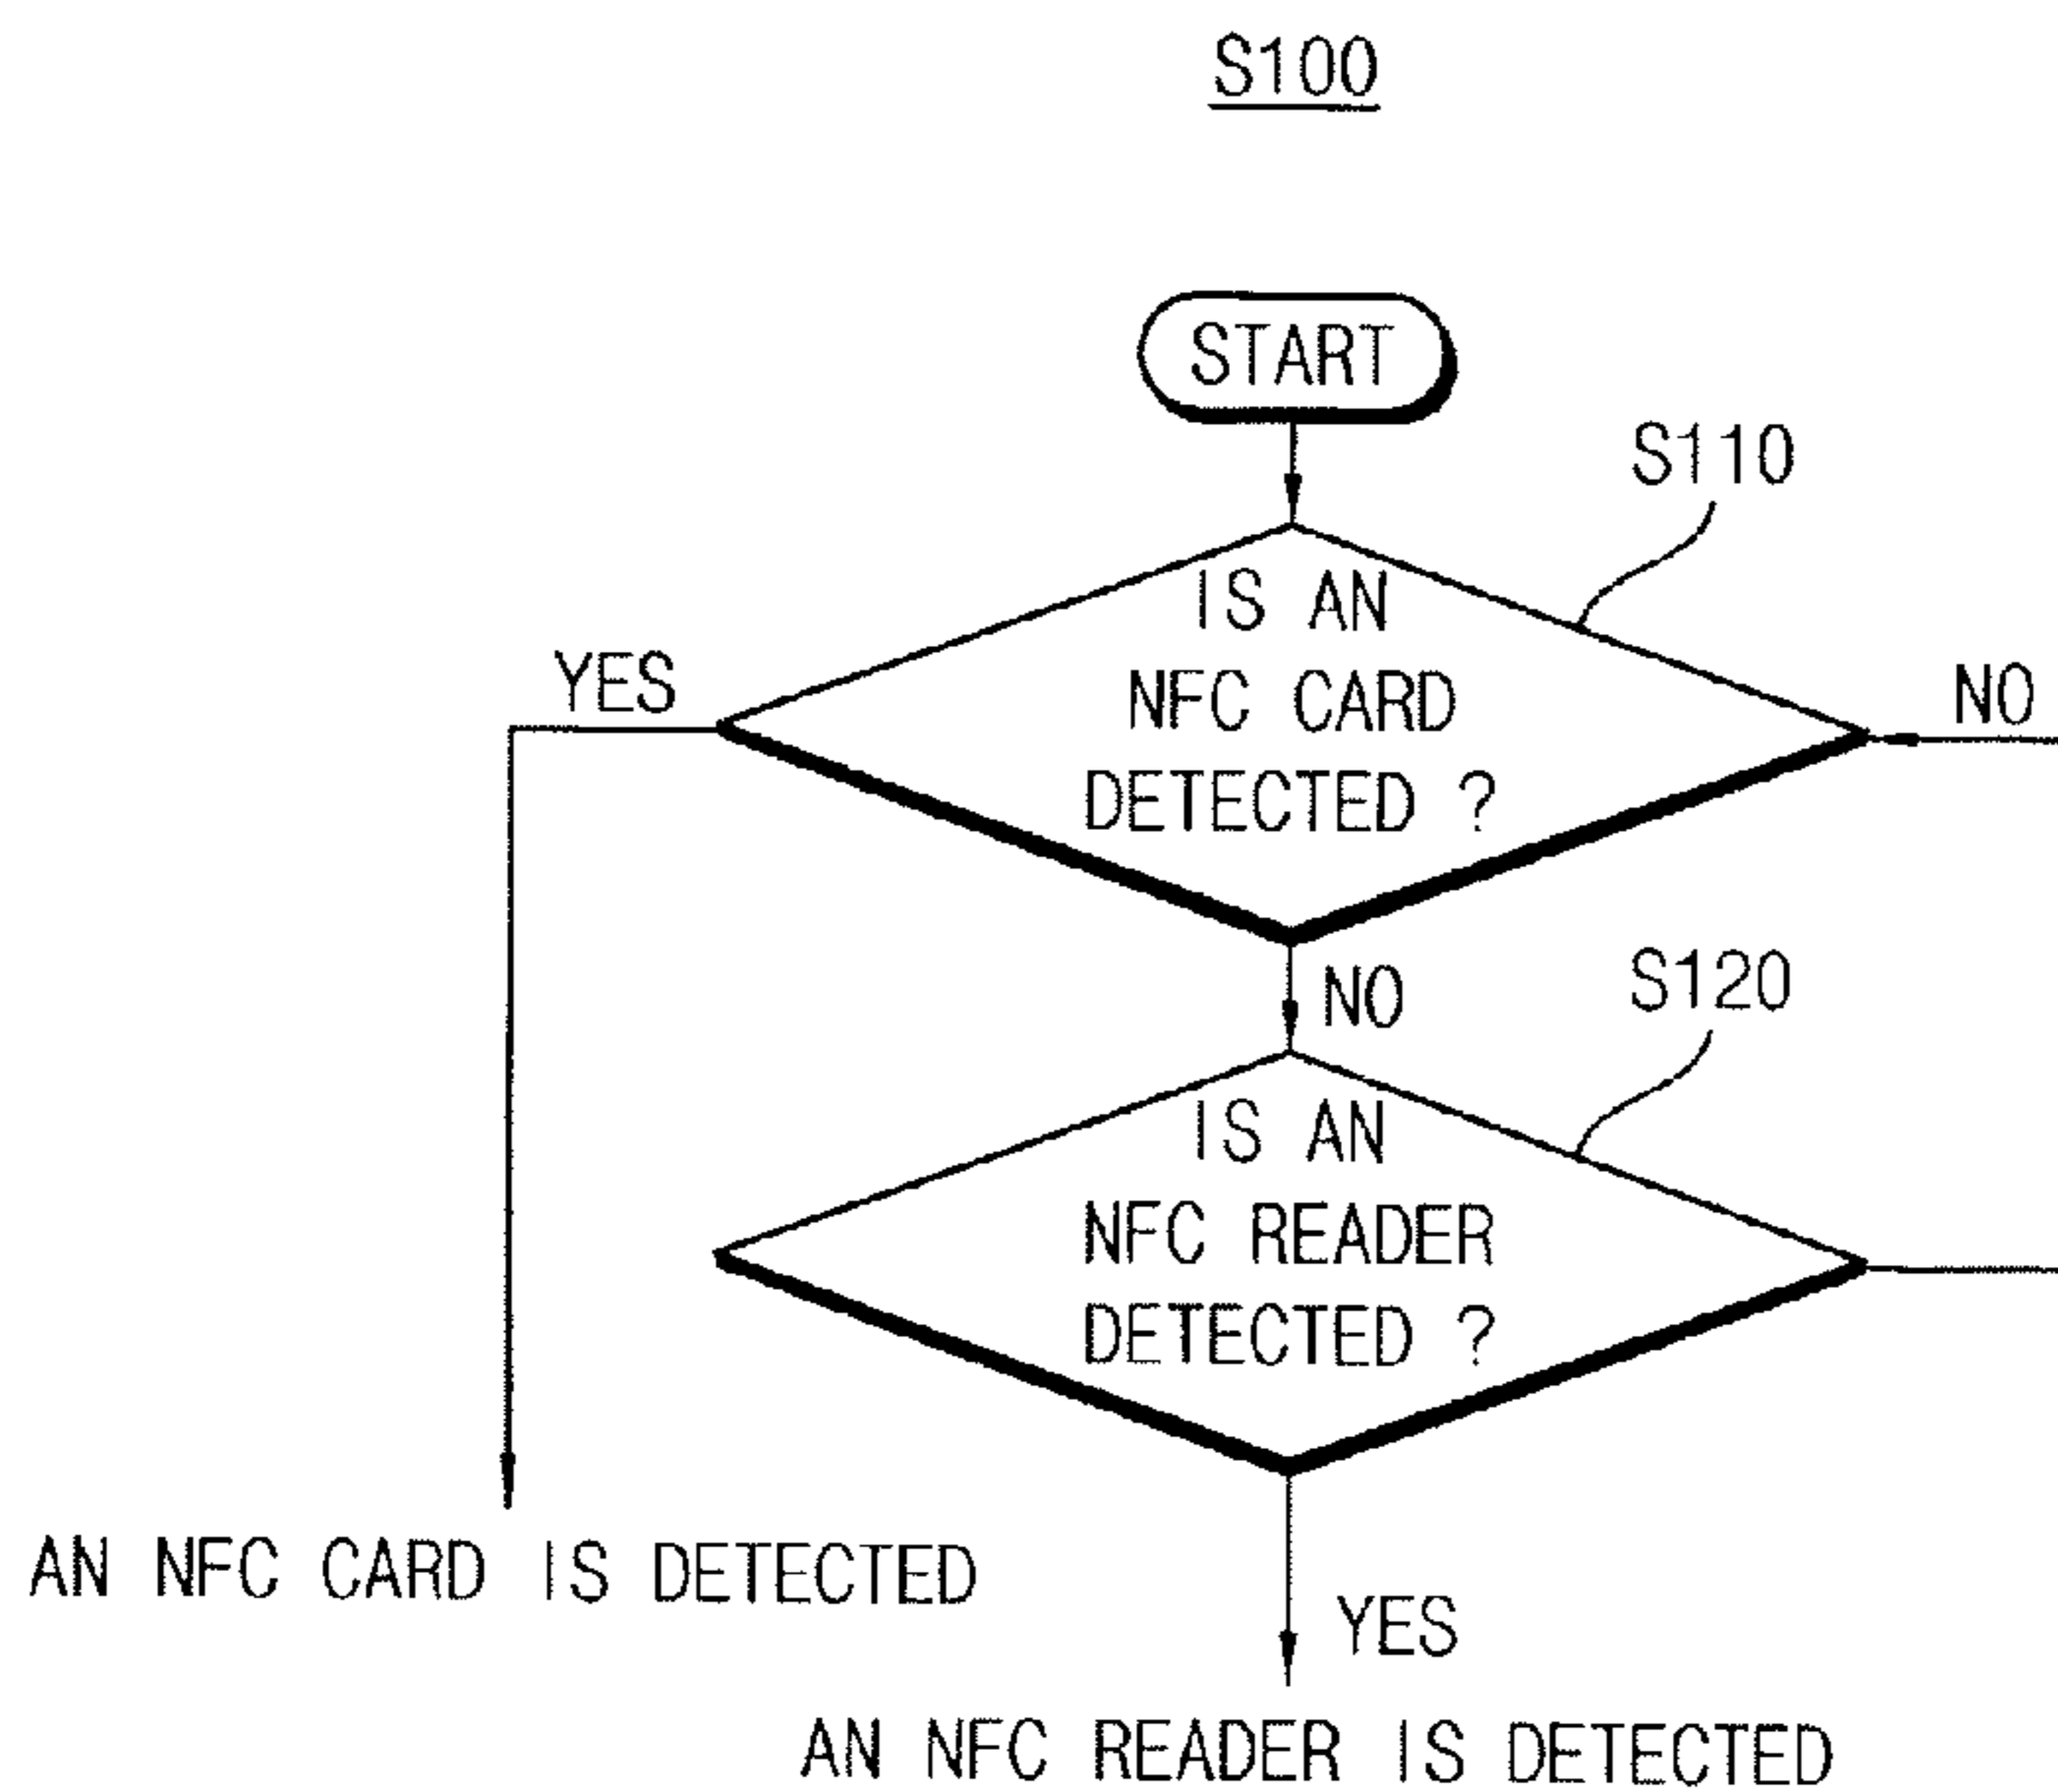 S100
START
S110
IS AN
NFC CARD
DETECTED ?
YES
NO
NO
S120
IS AN
NFC READER
DETECTED ?
AN NFC CARD IS DETECTED
YES
AN NFC READER IS DETECTED